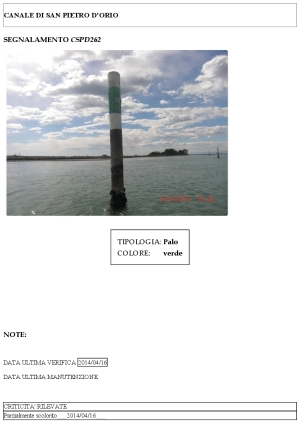 CANALE DI SAN PIETRO D'ORIO
SEGNALAMENTO CSPD262
TIPOLOGIA: Palo
COLORE: verde
NOTE:
DATA ULTIMA VERIFICA 2014/04/16
DATA ULTIMA MANUTENZIONE
CRITICITA' RILEVATE
Parzialmente scolorito 2014/04/16